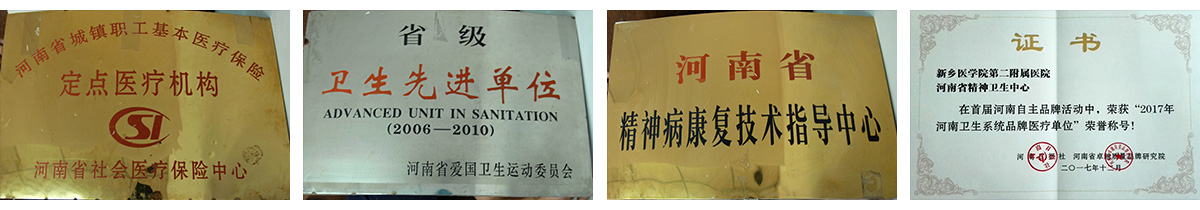 河南省城镇职工基本医疗保险
定点医疗机构
SI
河南省社会医疗保险中心
省级
卫生先进单位
ADVANCED UNIT IN SANITATION
(2006—2010)
河南省爱国卫生运动委员会
河南省
精神病康复技术指导中心
证书
新乡医学院第二附属医院
河南省精神卫生中心
在首届河南自主品牌活动中，荣获“2017年
河南卫生系统品牌医疗单位”荣誉称号！
河南 社 河南省卓 品牌研究院
二〇一七年十二月